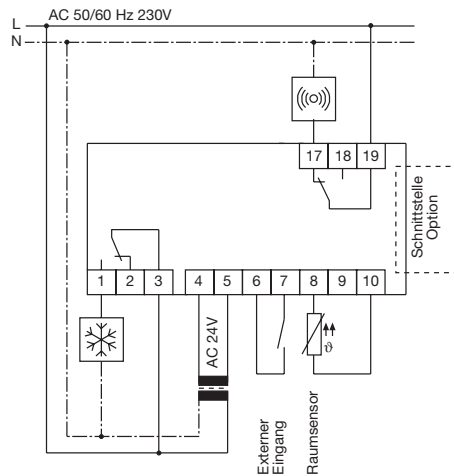 AC 50/60 Hz 230V
L
N
17 18 19
Schnittstelle
Option
1 2 3 4 5 6 7 8 9 10
AC 24V
ϑ
Externer
Eingang
Raumsensor